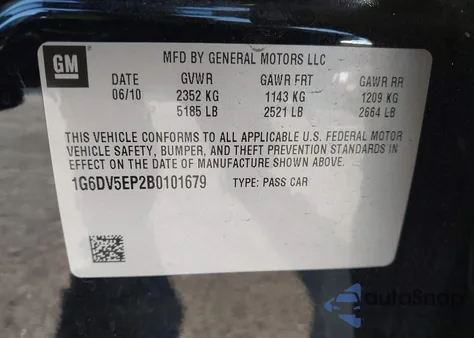 GM
MFD BY GENERAL MOTORS LLC
DATE GVWR GAWR FRT GAWR RR
06/10 2352 KG 1143 KG 1209 KG
5185 LB 2521 LB 2664 LB
THIS VEHICLE CONFORMS TO ALL APPLICABLE U.S. FEDERAL MOTOR
VEHICLE SAFETY, BUMPER, AND THEFT PREVENTION STANDARDS IN
EFFECT ON THE DATE OF MANUFACTURE SHOWN ABOVE.
1G6DV5EP2B0101679 TYPE: PASS CAR
autoSnap